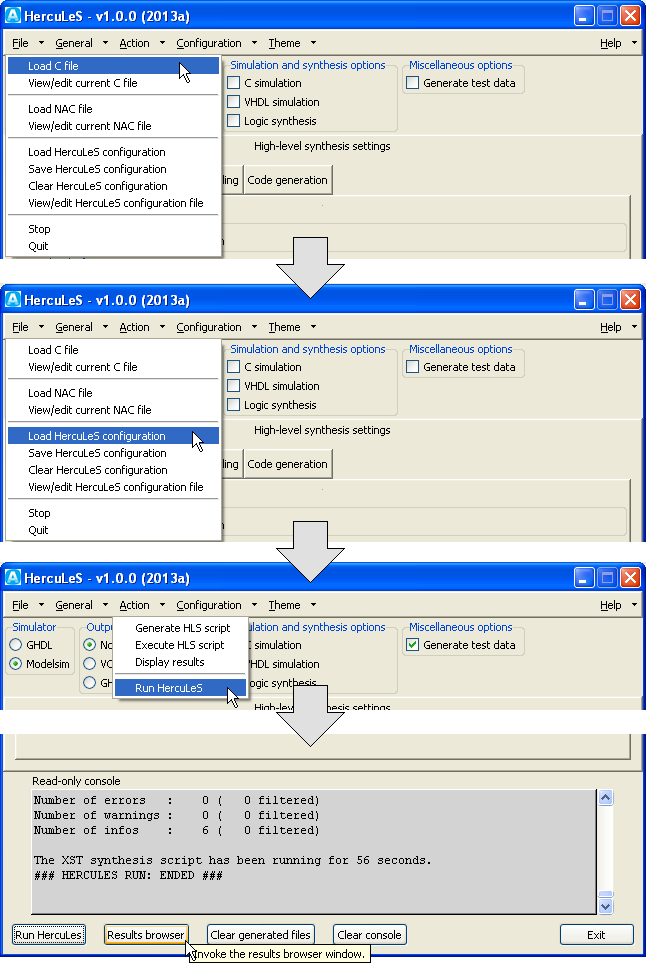 HercuLeS - v1.0.0 (2013a)
File General Action Configuration Theme Help
Load C file
View/edit current C file
Load NAC file
View/edit current NAC file
Load HercuLeS configuration
Save HercuLeS configuration
Clear HercuLeS configuration
View/edit HercuLeS configuration file
Stop
Quit
Simulation and synthesis options
C simulation
VHDL simulation
Logic synthesis
Miscellaneous options
Generate test data
High-level synthesis settings
ling Code generation
HercuLeS - v1.0.0 (2013a)
File General Action Configuration Theme Help
Load C file
View/edit current C file
Load NAC file
View/edit current NAC file
Load HercuLeS configuration
Save HercuLeS configuration
Clear HercuLeS configuration
View/edit HercuLeS configuration file
Stop
Quit
Simulation and synthesis options
C simulation
VHDL simulation
Logic synthesis
Miscellaneous options
Generate test data
High-level synthesis settings
ling Code generation
HercuLeS - v1.0.0 (2013a)
File General Action Configuration Theme Help
Simulator
GHDL
Modelsim
Outp
No
VC
GH
Generate HLS script
Execute HLS script
Display results
Run HercuLeS
ulation and synthesis options
C simulation
VHDL simulation
ogic synthesis
Miscellaneous options
Generate test data
High-level synthesis settings
Read-only console
Number of errors : 0 ( 0 filtered)
Number of warnings : 0 ( 0 filtered)
Number of infos : 6 ( 0 filtered)
The XST synthesis script has been running for 56 seconds.
### HERCULES RUN: ENDED ###
Run HercuLes Results browser Clear generated files Clear console Exit
Invoke the results browser window.